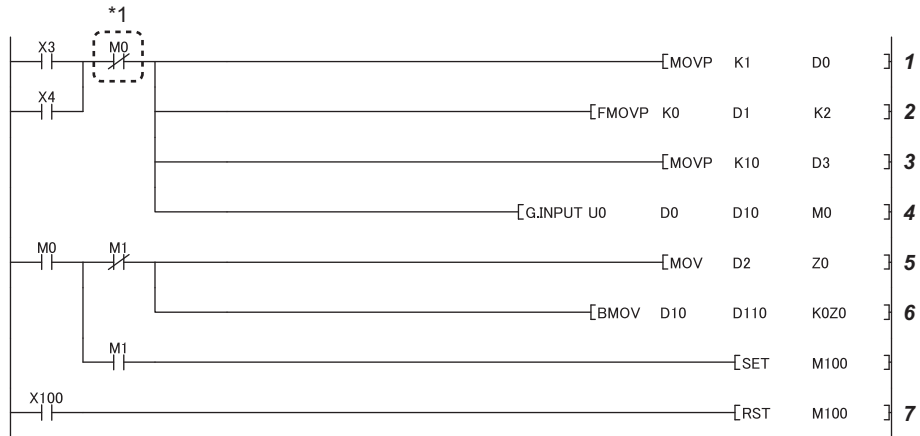 *1
X3 M0
[MOVP K1 D0 ] 1
X4
[FMOVP K0 D1 K2 ] 2
[MOVP K10 D3 ] 3
[G.INPUT U0 D0 D10 M0 ] 4
M0 M1
[MOV D2 Z0 ] 5
[BMOV D10 D110 K0Z0 ] 6
M1
[SET M100 ]
X100
[RST M100 ] 7